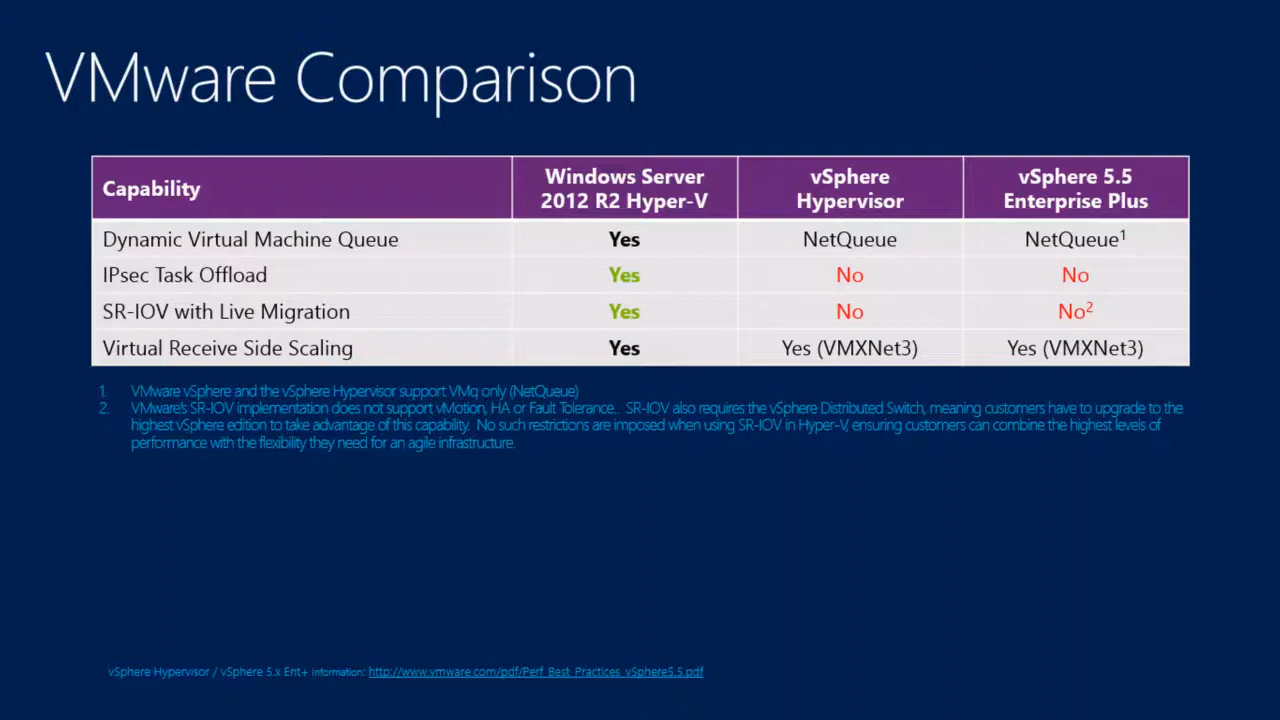 VMware Comparison
Capability
Windows Server
2012 R2 Hyper-V
vSphere
Hypervisor
vSphere 5.5
Enterprise Plus
Dynamic Virtual Machine Queue Yes NetQueue NetQueue1
IPsec Task Offload Yes No No
SR-IOV with Live Migration Yes No No2
Virtual Receive Side Scaling Yes Yes (VMXNet3) Yes (VMXNet3)
1. VMware vSphere and the vSphere Hypervisor support VMq only (NetQueue)
2. VMware's SR-IOV implementation does not support vMotion, HA or Fault Tolerance.. SR-IOV also requires the vSphere Distributed Switch, meaning customers have to upgrade to the
highest vSphere edition to take advantage of this capability. No such restrictions are imposed when using SR-IOV in Hyper-V, ensuring customers can combine the highest levels of
performance with the flexibility they need for an agile infrastructure.
vSphere Hypervisor / vSphere 5.x Ent+ Information: http://www.vmware.com/pdf/Perf_Best_Practices_vSphere5.5.pdf